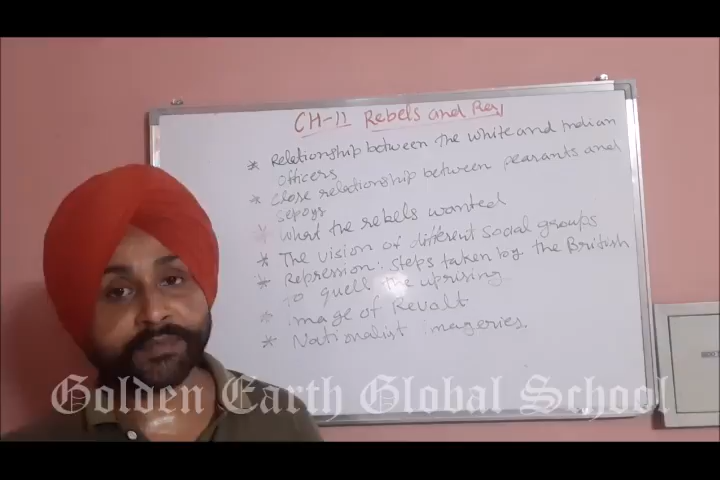 CH-11 Rebels and
* Relationship between the white and Indian
officers
* close relationship between pearants and
sepoys
* what the rebels wanted
* The vision of different social groups
* Repression: steps taken by the British
to quell the uprising
* image of Revolt
* Nationalist imageries.
Golden Earth Global School